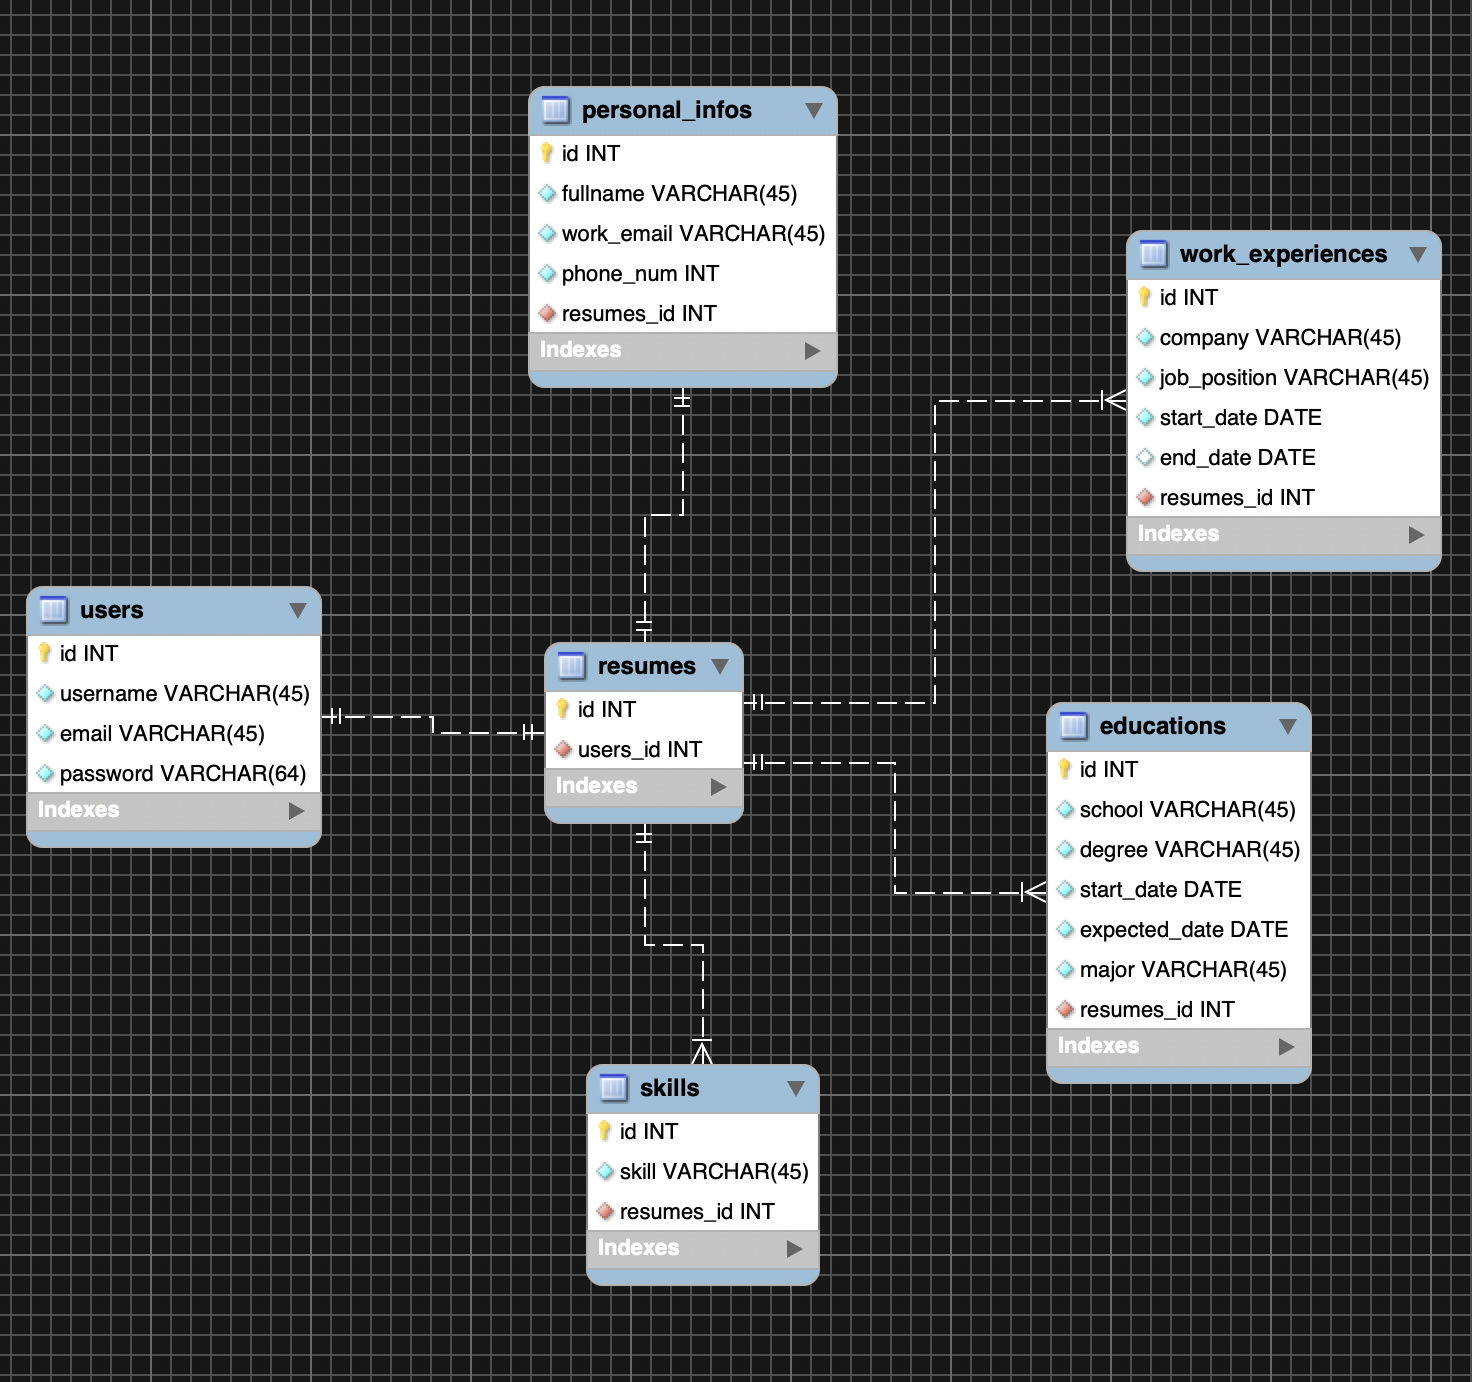 personal_infos
id INT
fullname VARCHAR(45)
work_email VARCHAR(45)
phone_num INT
resumes_id INT
Indexes
work_experiences
id INT
company VARCHAR(45)
job_position VARCHAR(45)
start_date DATE
end_date DATE
resumes_id INT
Indexes
users
id INT
username VARCHAR(45)
email VARCHAR(45)
password VARCHAR(64)
Indexes
resumes
id INT
users_id INT
Indexes
educations
id INT
school VARCHAR(45)
degree VARCHAR(45)
start_date DATE
expected_date DATE
major VARCHAR(45)
resumes_id INT
Indexes
skills
id INT
skill VARCHAR(45)
resumes_id INT
Indexes